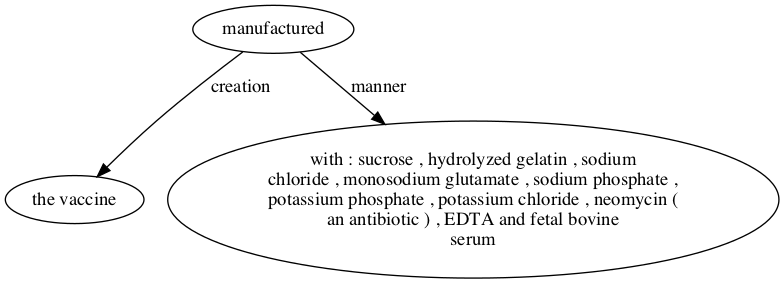 manufactured
creation
manner
the vaccine
with : sucrose , hydrolyzed gelatin , sodium
chloride , monosodium glutamate , sodium phosphate ,
potassium phosphate , potassium chloride , neomycin (
an antibiotic ) , EDTA and fetal bovine
serum